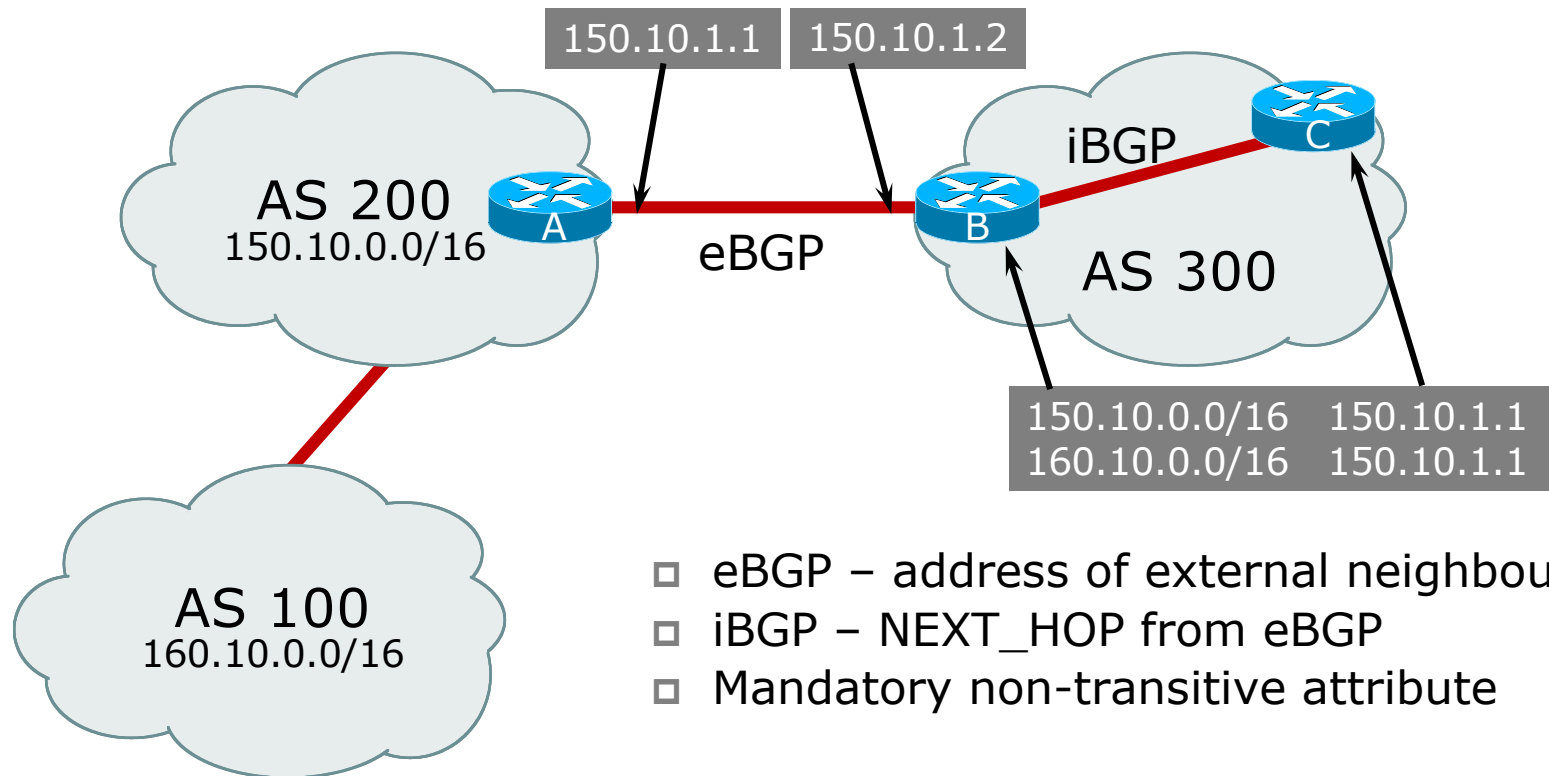 150.10.1.1
150.10.1.2
AS 200
150.10.0.0/16
A
eBGP
B
iBGP
C
AS 300
150.10.0.0/16 150.10.1.1
160.10.0.0/16 150.10.1.1
AS 100
160.10.0.0/16
eBGP – address of external neighbou
iBGP – NEXT_HOP from eBGP
Mandatory non-transitive attribute